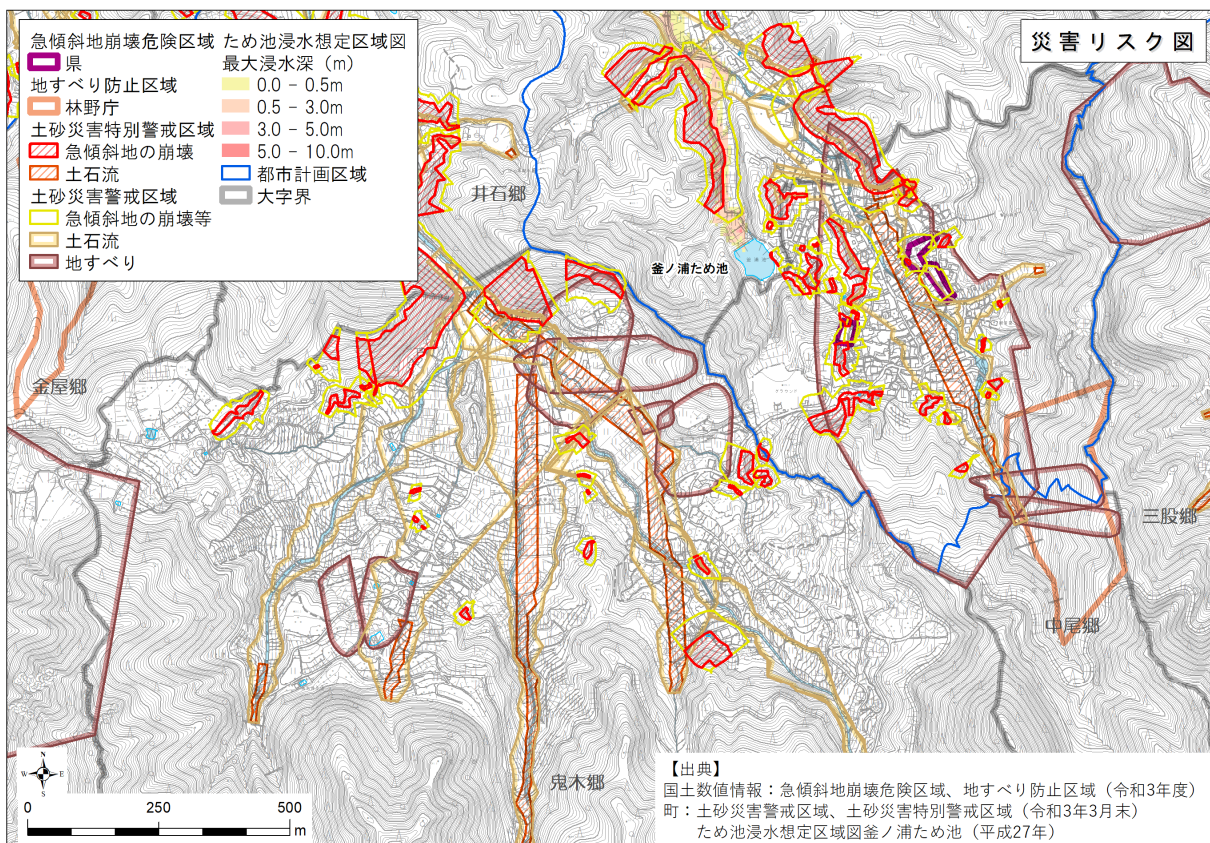 災害リスク図
急傾斜地崩壊危険区域
県
地すべり防止区域
林野庁
土砂災害特別警戒区域
急傾斜地の崩壊
土石流
土砂災害警戒区域
急傾斜地の崩壊等
土石流
地すべり
ため池浸水想定区域図
最大浸水深（m）
0.0 − 0.5m
0.5 − 3.0m
3.0 − 5.0m
5.0 − 10.0m
都市計画区域
大字界
井石郷
釜ノ浦ため池
金屋郷
三股郷
中尾郷
鬼木郷
N
W E
S
0 250 500
m
【出典】
国土数値情報：急傾斜地崩壊危険区域、地すべり防止区域（令和3年度）
町：土砂災害警戒区域、土砂災害特別警戒区域（令和3年3月末）
ため池浸水想定区域図釜ノ浦ため池（平成27年）